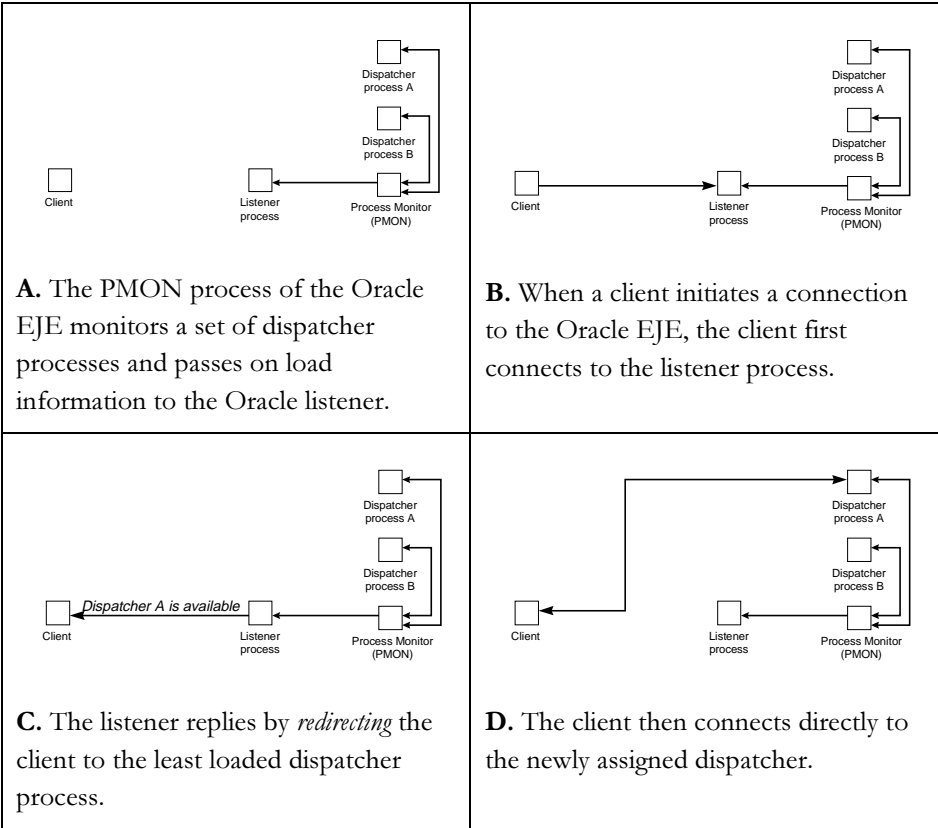 Dispatcher
process A
Dispatcher
process B
Client
Listener
process
Process Monitor
(PMON)
A. The PMON process of the Oracle
EJE monitors a set of dispatcher
processes and passes on load
information to the Oracle listener.
Dispatcher
process A
Dispatcher
process B
Client
Listener
process
Process Monitor
(PMON)
B. When a client initiates a connection
to the Oracle EJE, the client first
connects to the listener process.
Dispatcher
process A
Dispatcher
process B
Dispatcher A is available
Client
Listener
process
Process Monitor
(PMON)
C. The listener replies by redirecting the
client to the least loaded dispatcher
process.
Dispatcher
process A
Dispatcher
process B
Client
Listener
process
Process Monitor
(PMON)
D. The client then connects directly to
the newly assigned dispatcher.